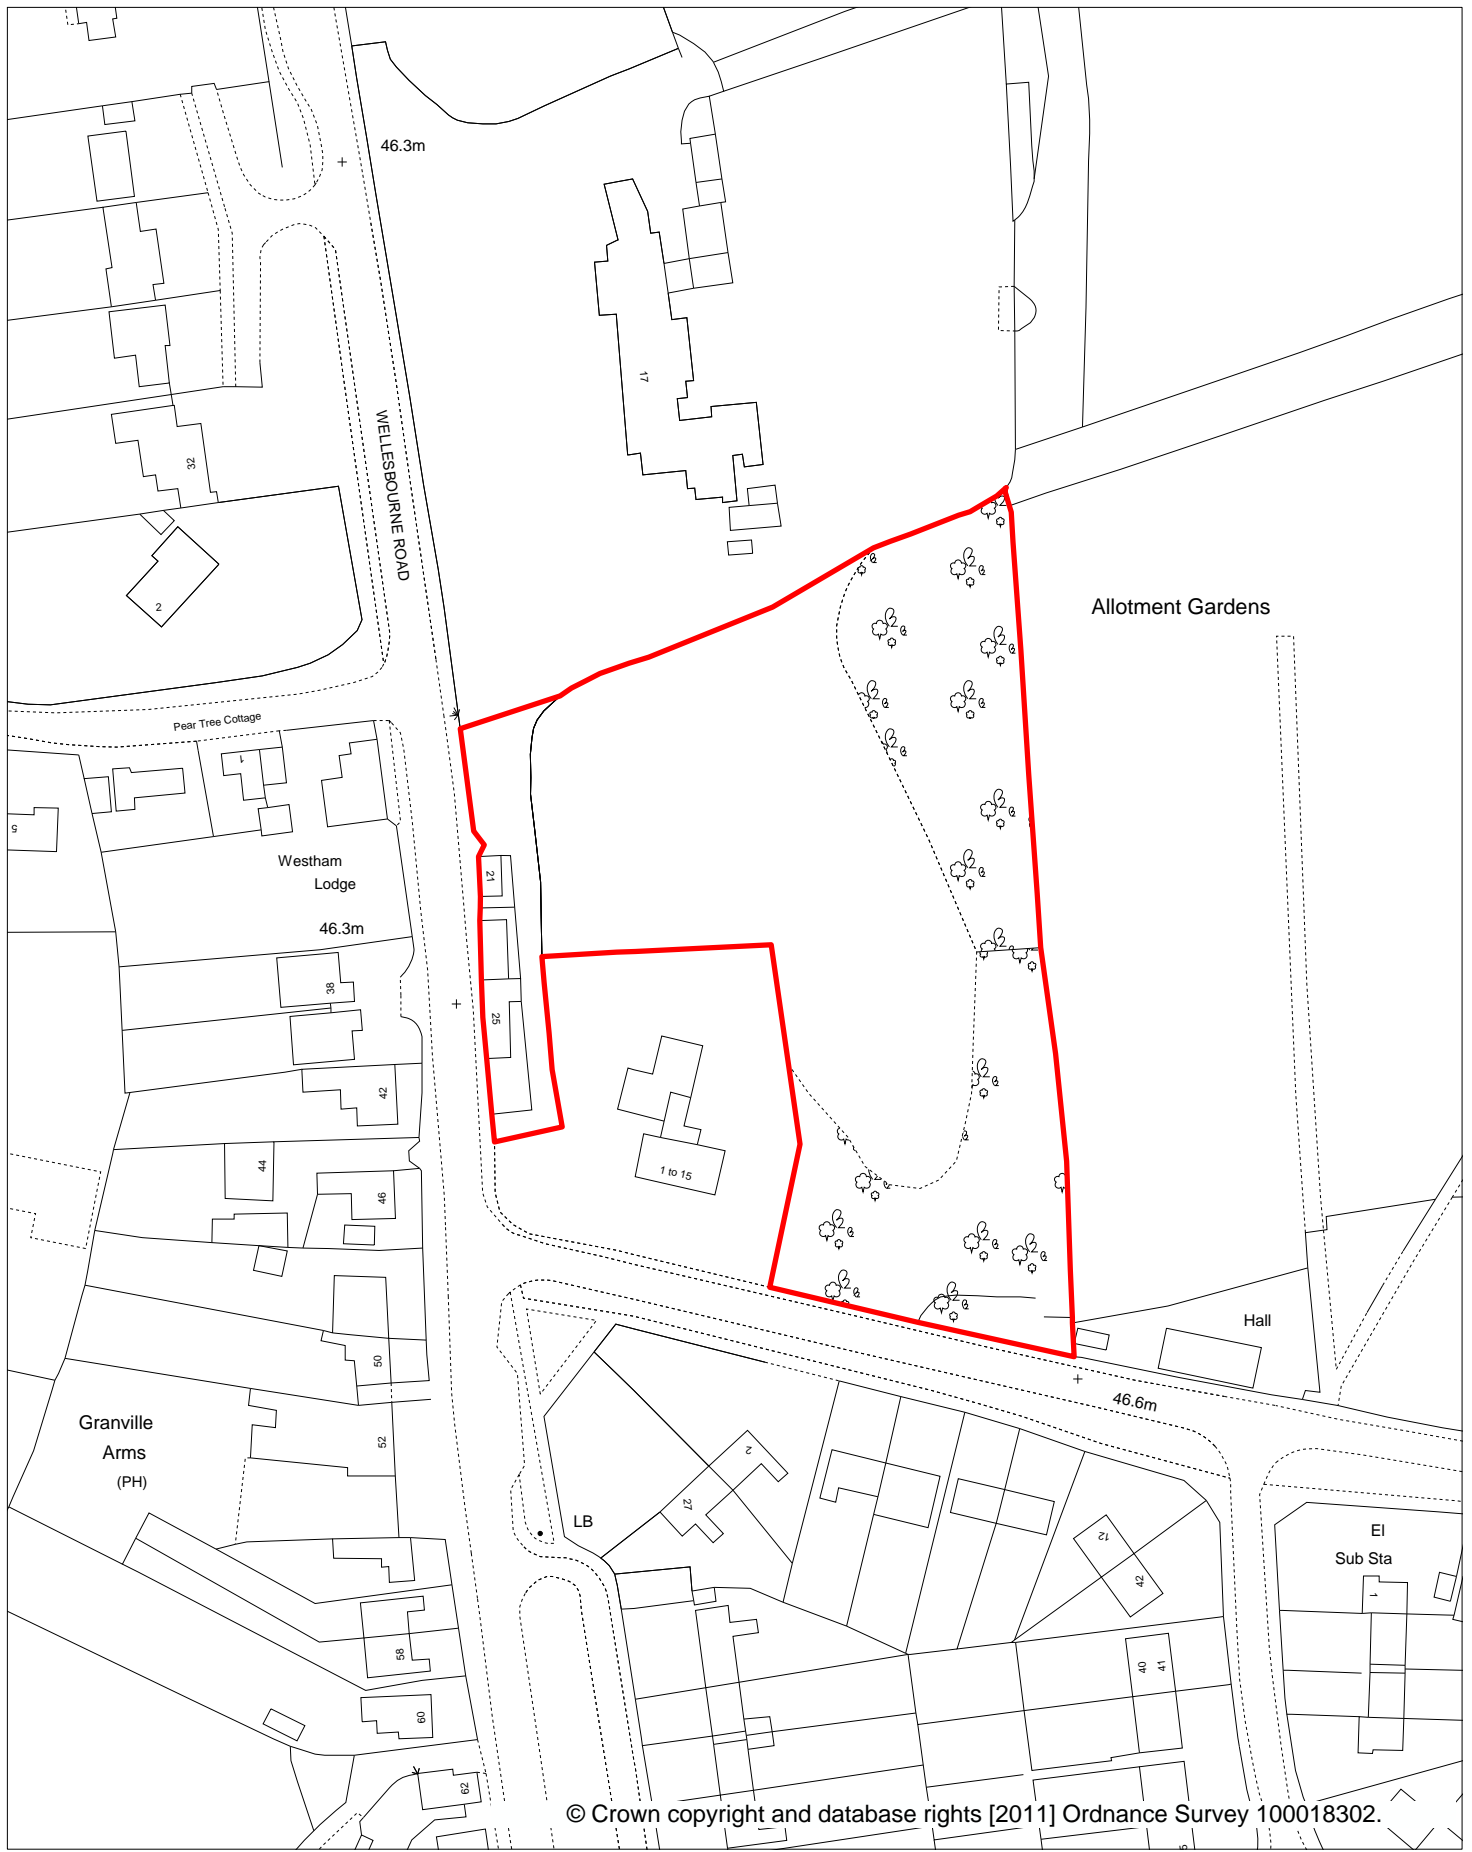 46.3m
17
WELLESBOURNE ROAD
32
2
Allotment Gardens
Pear Tree Cottage
1
5
Westham
Lodge
21
46.3m
38
25
42
1 to 15
44
46
Hall
50
46.6m
Granville
Arms
(PH)
52
2
27
LB
12
42
El
Sub Sta
1
58
40
41
60
62
© Crown copyright and database rights [2011] Ordnance Survey 100018302.